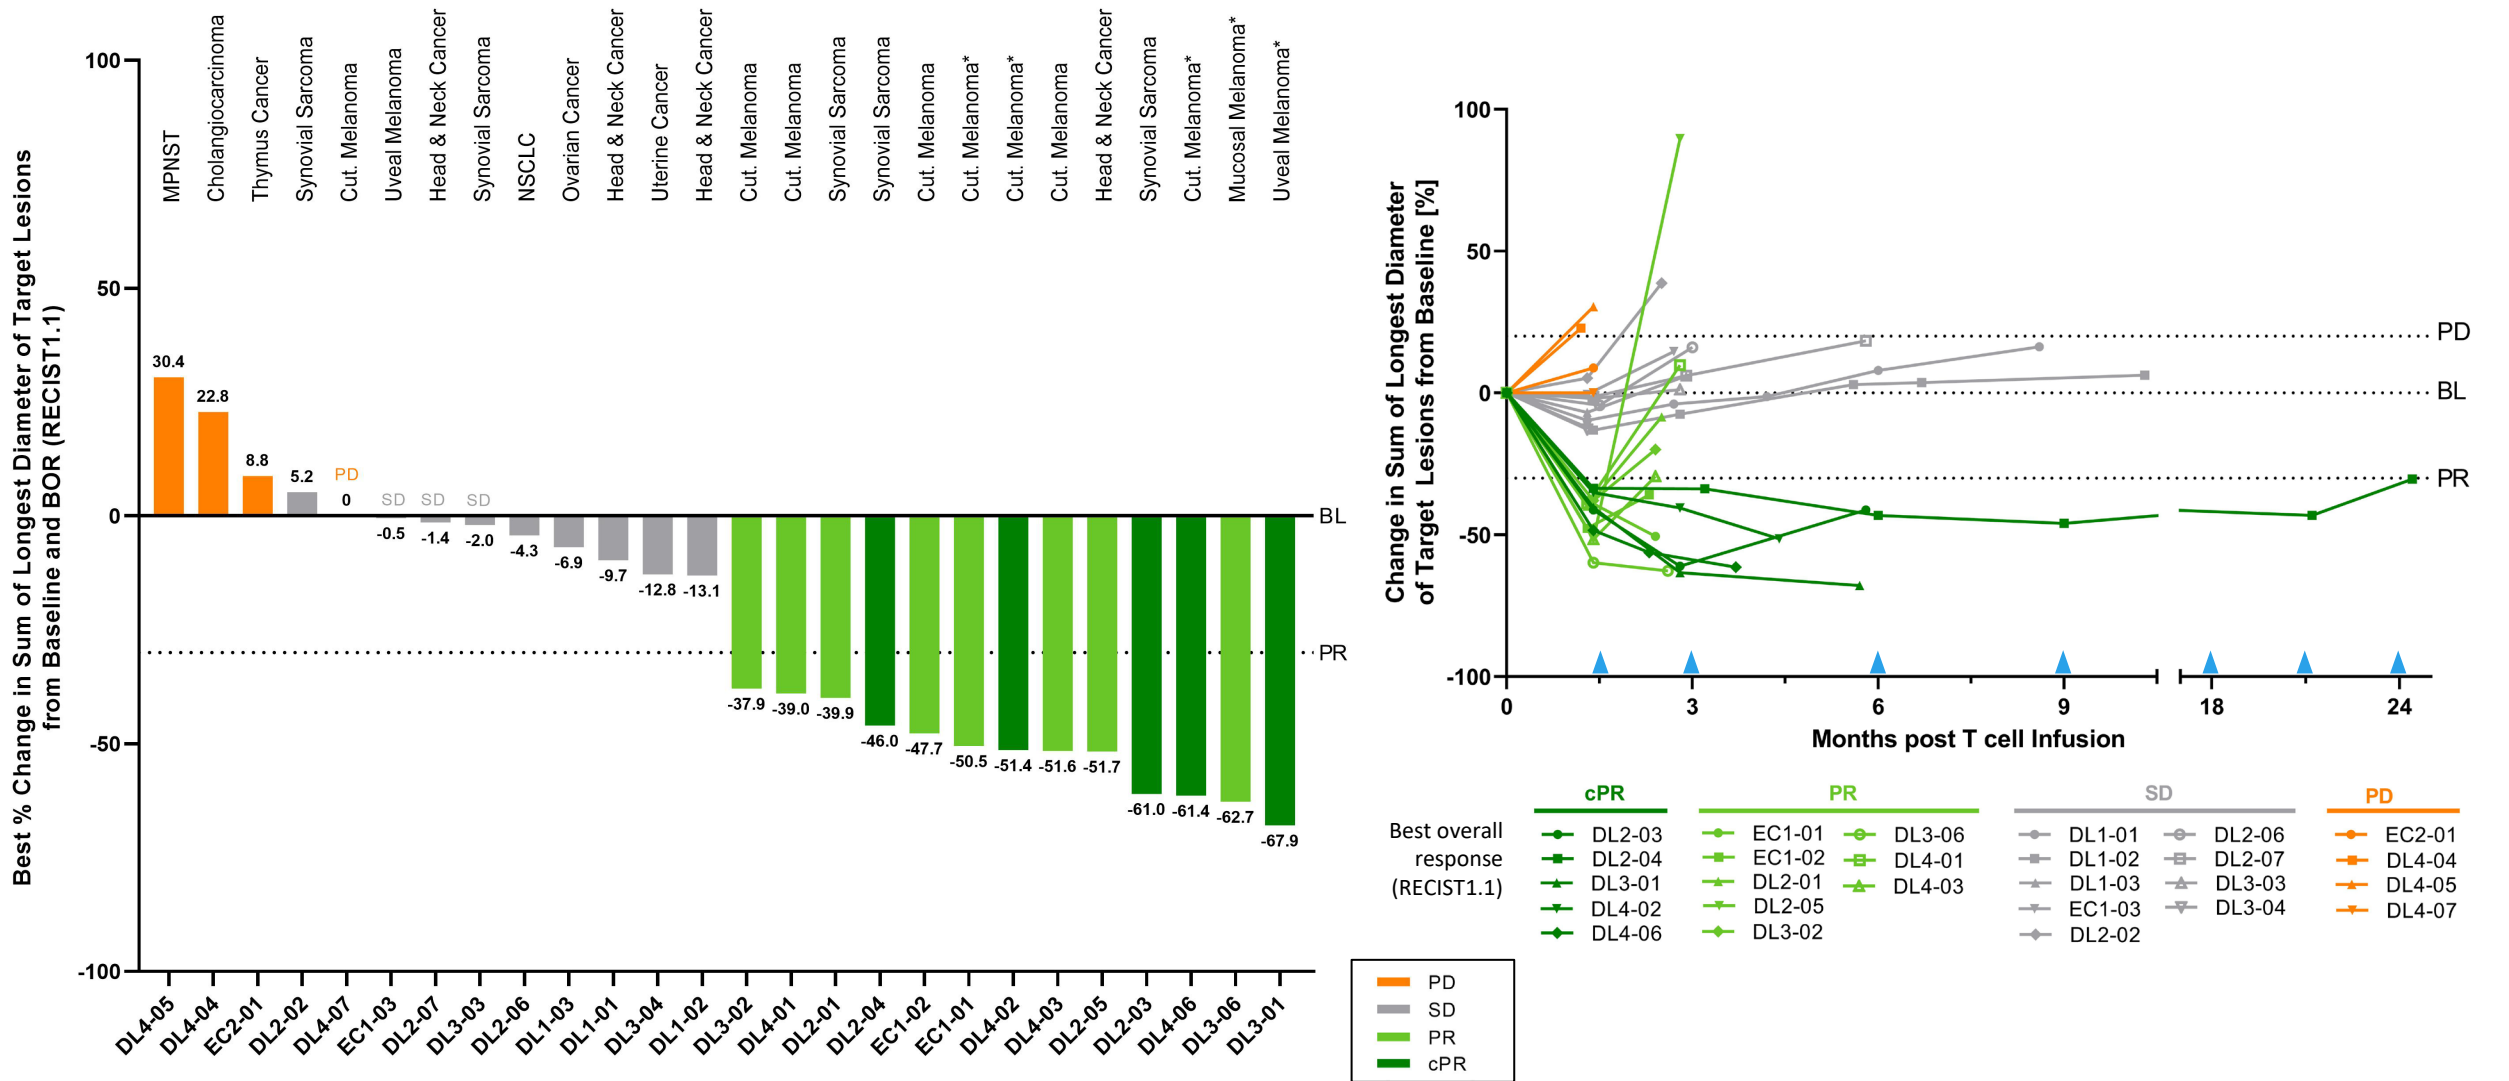 Best % Change in Sum of Longest Diameter of Target Lesions
from Baseline and BOR (RECIST1.1)
100
50
0
-50
-100
MPNST
Cholangiocarcinoma
Thymus Cancer
Synovial Sarcoma
Cut. Melanoma
Uveal Melanoma
Head & Neck Cancer
Synovial Sarcoma
NSCLC
Ovarian Cancer
Head & Neck Cancer
Uterine Cancer
Head & Neck Cancer
Cut. Melanoma
Cut. Melanoma
Synovial Sarcoma
Synovial Sarcoma
Cut. Melanoma
Cut. Melanoma*
Cut. Melanoma*
Cut. Melanoma
Head & Neck Cancer
Synovial Sarcoma
Cut. Melanoma*
Mucosal Melanoma*
Uveal Melanoma*
30.4
22.8
8.8
5.2
PD
0
SD
-0.5
SD
-1.4
SD
-2.0
-4.3
-6.9
-9.7
-12.8
-13.1
-37.9
-39.0
-39.9
-46.0
-47.7
-50.5
-51.4
-51.6
-51.7
-61.0
-61.4
-62.7
-67.9
BL
PR
DL4-05
DL4-04
EC2-01
DL2-02
DL4-07
EC1-03
DL2-07
DL3-03
DL2-06
DL1-03
DL1-01
DL3-04
DL1-02
DL3-02
DL4-01
DL2-01
DL2-04
EC1-02
EC1-01
DL4-02
DL4-03
DL2-05
DL2-03
DL4-06
DL3-06
DL3-01
PD
SD
PR
cPR
Change in Sum of Longest Diameter
of Target Lesions from Baseline [%]
100
50
0
-50
-100
PD
BL
PR
0
3
6
9
18
24
Months post T cell Infusion
Best overall
response
(RECIST1.1)
cPR
DL2-03
DL2-04
DL3-01
DL4-02
DL4-06
PR
EC1-01
EC1-02
DL2-01
DL2-05
DL3-02
DL3-06
DL4-01
DL4-03
SD
DL1-01
DL1-02
DL1-03
EC1-03
DL2-02
DL2-06
DL2-07
DL3-03
DL3-04
PD
EC2-01
DL4-04
DL4-05
DL4-07